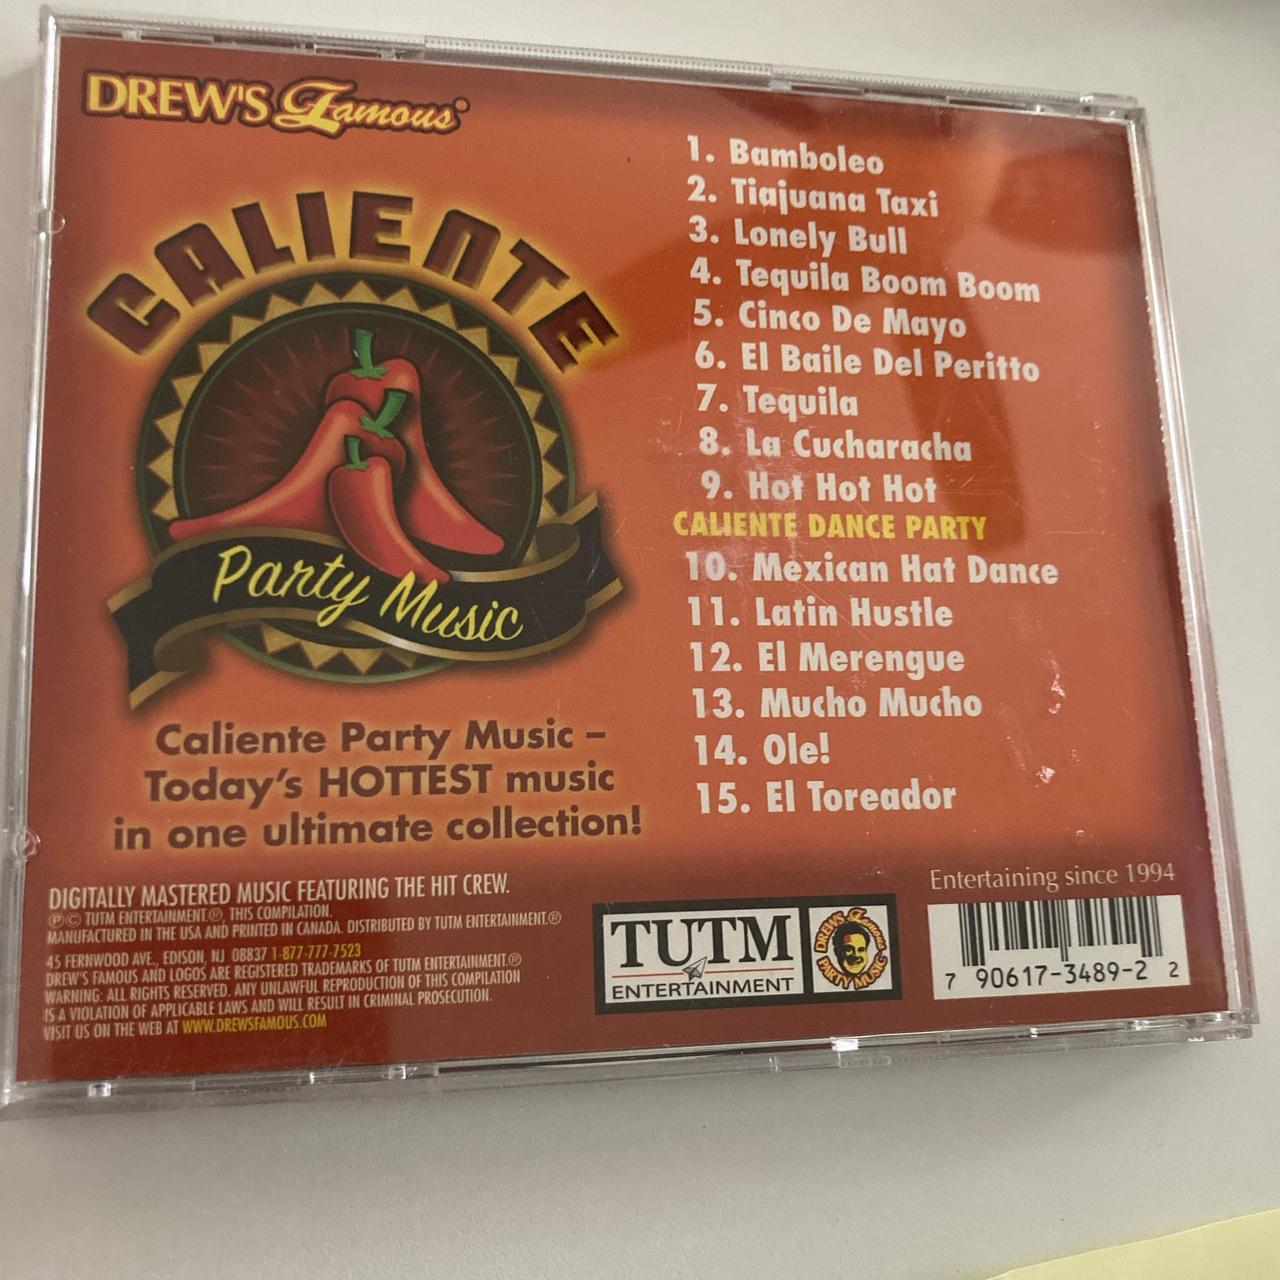 DREW'S Famous®
CALIENTE
Party Music
Caliente Party Music –
Today's HOTTEST music
in one ultimate collection!
1. Bamboleo
2. Tiajuana Taxi
3. Lonely Bull
4. Tequila Boom Boom
5. Cinco De Mayo
6. El Baile Del Peritto
7. Tequila
8. La Cucharacha
9. Hot Hot Hot
CALIENTE DANCE PARTY
10. Mexican Hat Dance
11. Latin Hustle
12. El Merengue
13. Mucho Mucho
14. Ole!
15. El Toreador
DIGITALLY MASTERED MUSIC FEATURING THE HIT CREW.
℗© TUTM ENTERTAINMENT®, THIS COMPILATION.
MANUFACTURED IN THE USA AND PRINTED IN CANADA. DISTRIBUTED BY TUTM ENTERTAINMENT.®
45 FERNWOOD AVE., EDISON, NJ 08837 1-877-777-7523
DREW'S FAMOUS AND LOGOS ARE REGISTERED TRADEMARKS OF TUTM ENTERTAINMENT.®
WARNING: ALL RIGHTS RESERVED. ANY UNLAWFUL REPRODUCTION OF THIS COMPILATION
IS A VIOLATION OF APPLICABLE LAWS AND WILL RESULT IN CRIMINAL PROSECUTION.
VISIT US ON THE WEB AT WWW.DREWSFAMOUS.COM
TUTM
ENTERTAINMENT
DREW'S Famous
PARTY MUSIC
Entertaining since 1994
7 90617-3489-2 2